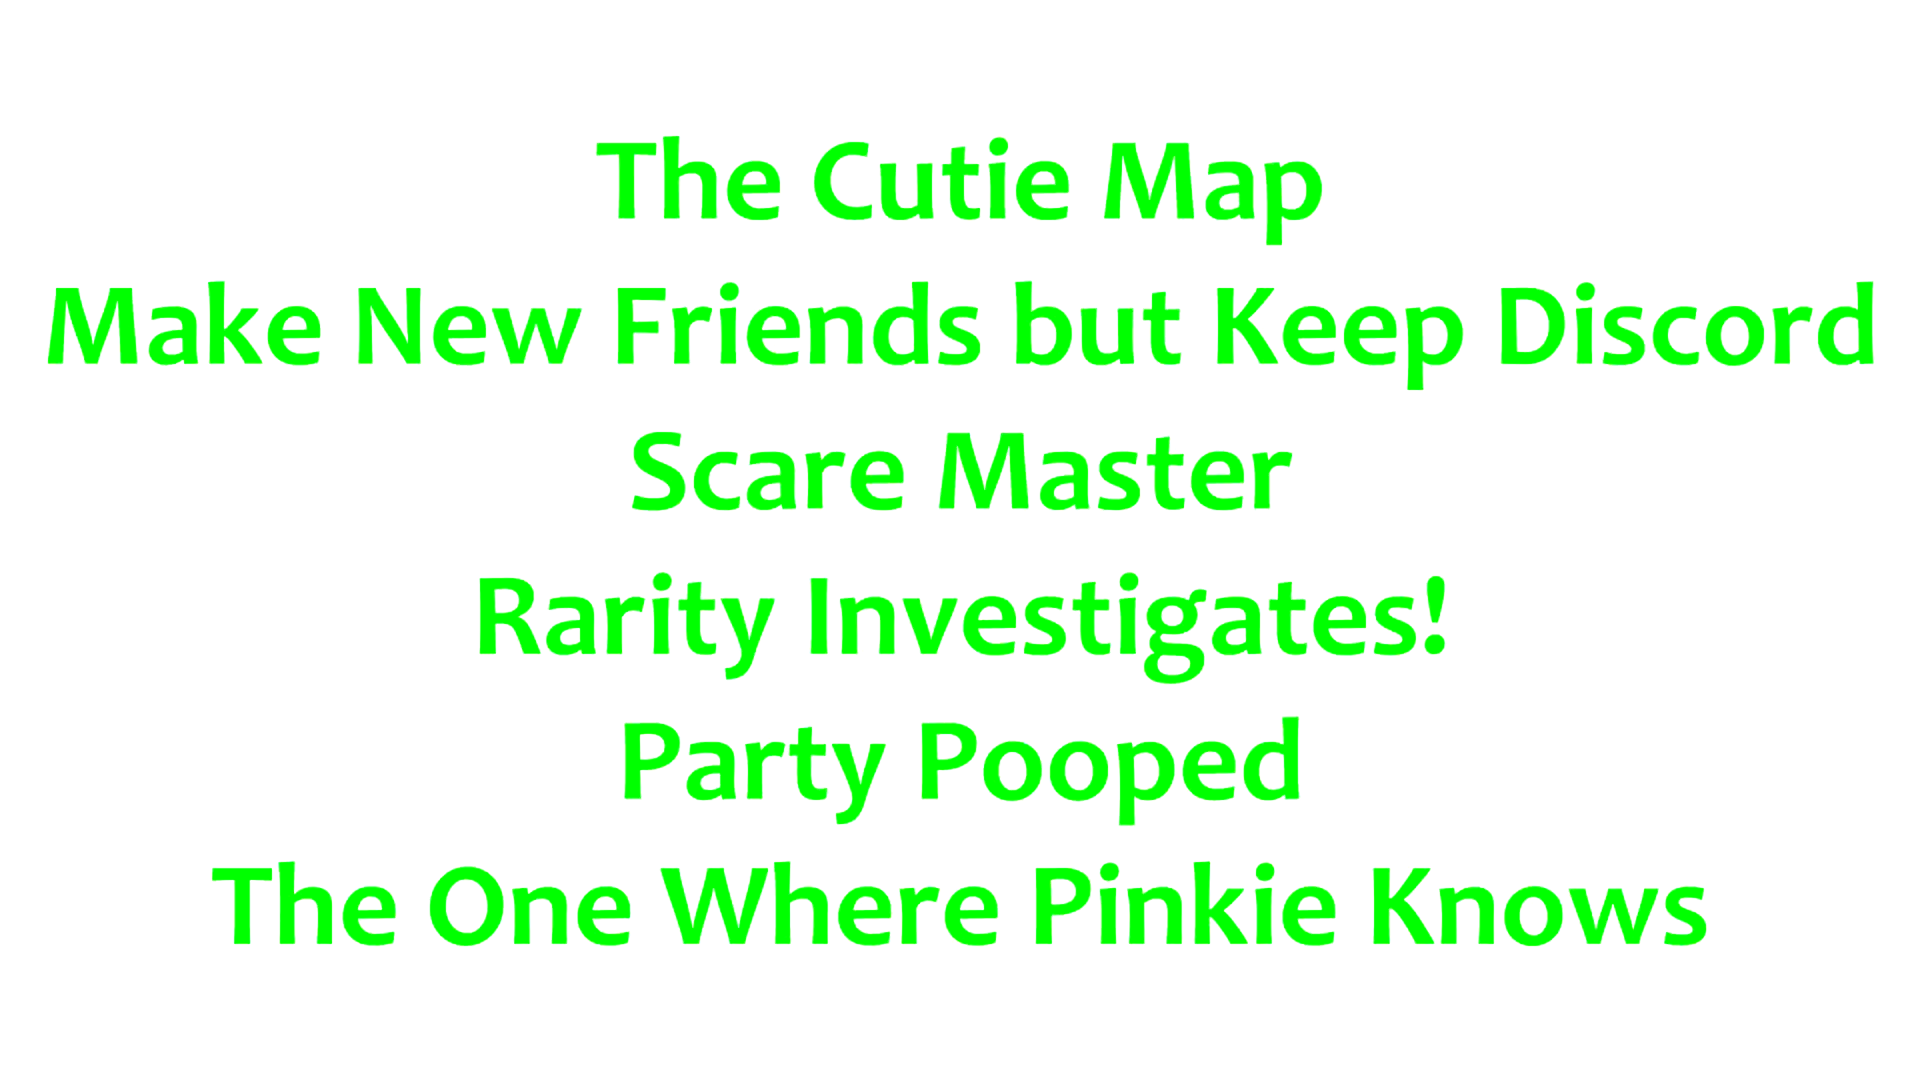 The Cutie Map
Make New Friends but Keep Discord
Scare Master
Rarity Investigates!
Party Pooped
The One Where Pinkie Knows